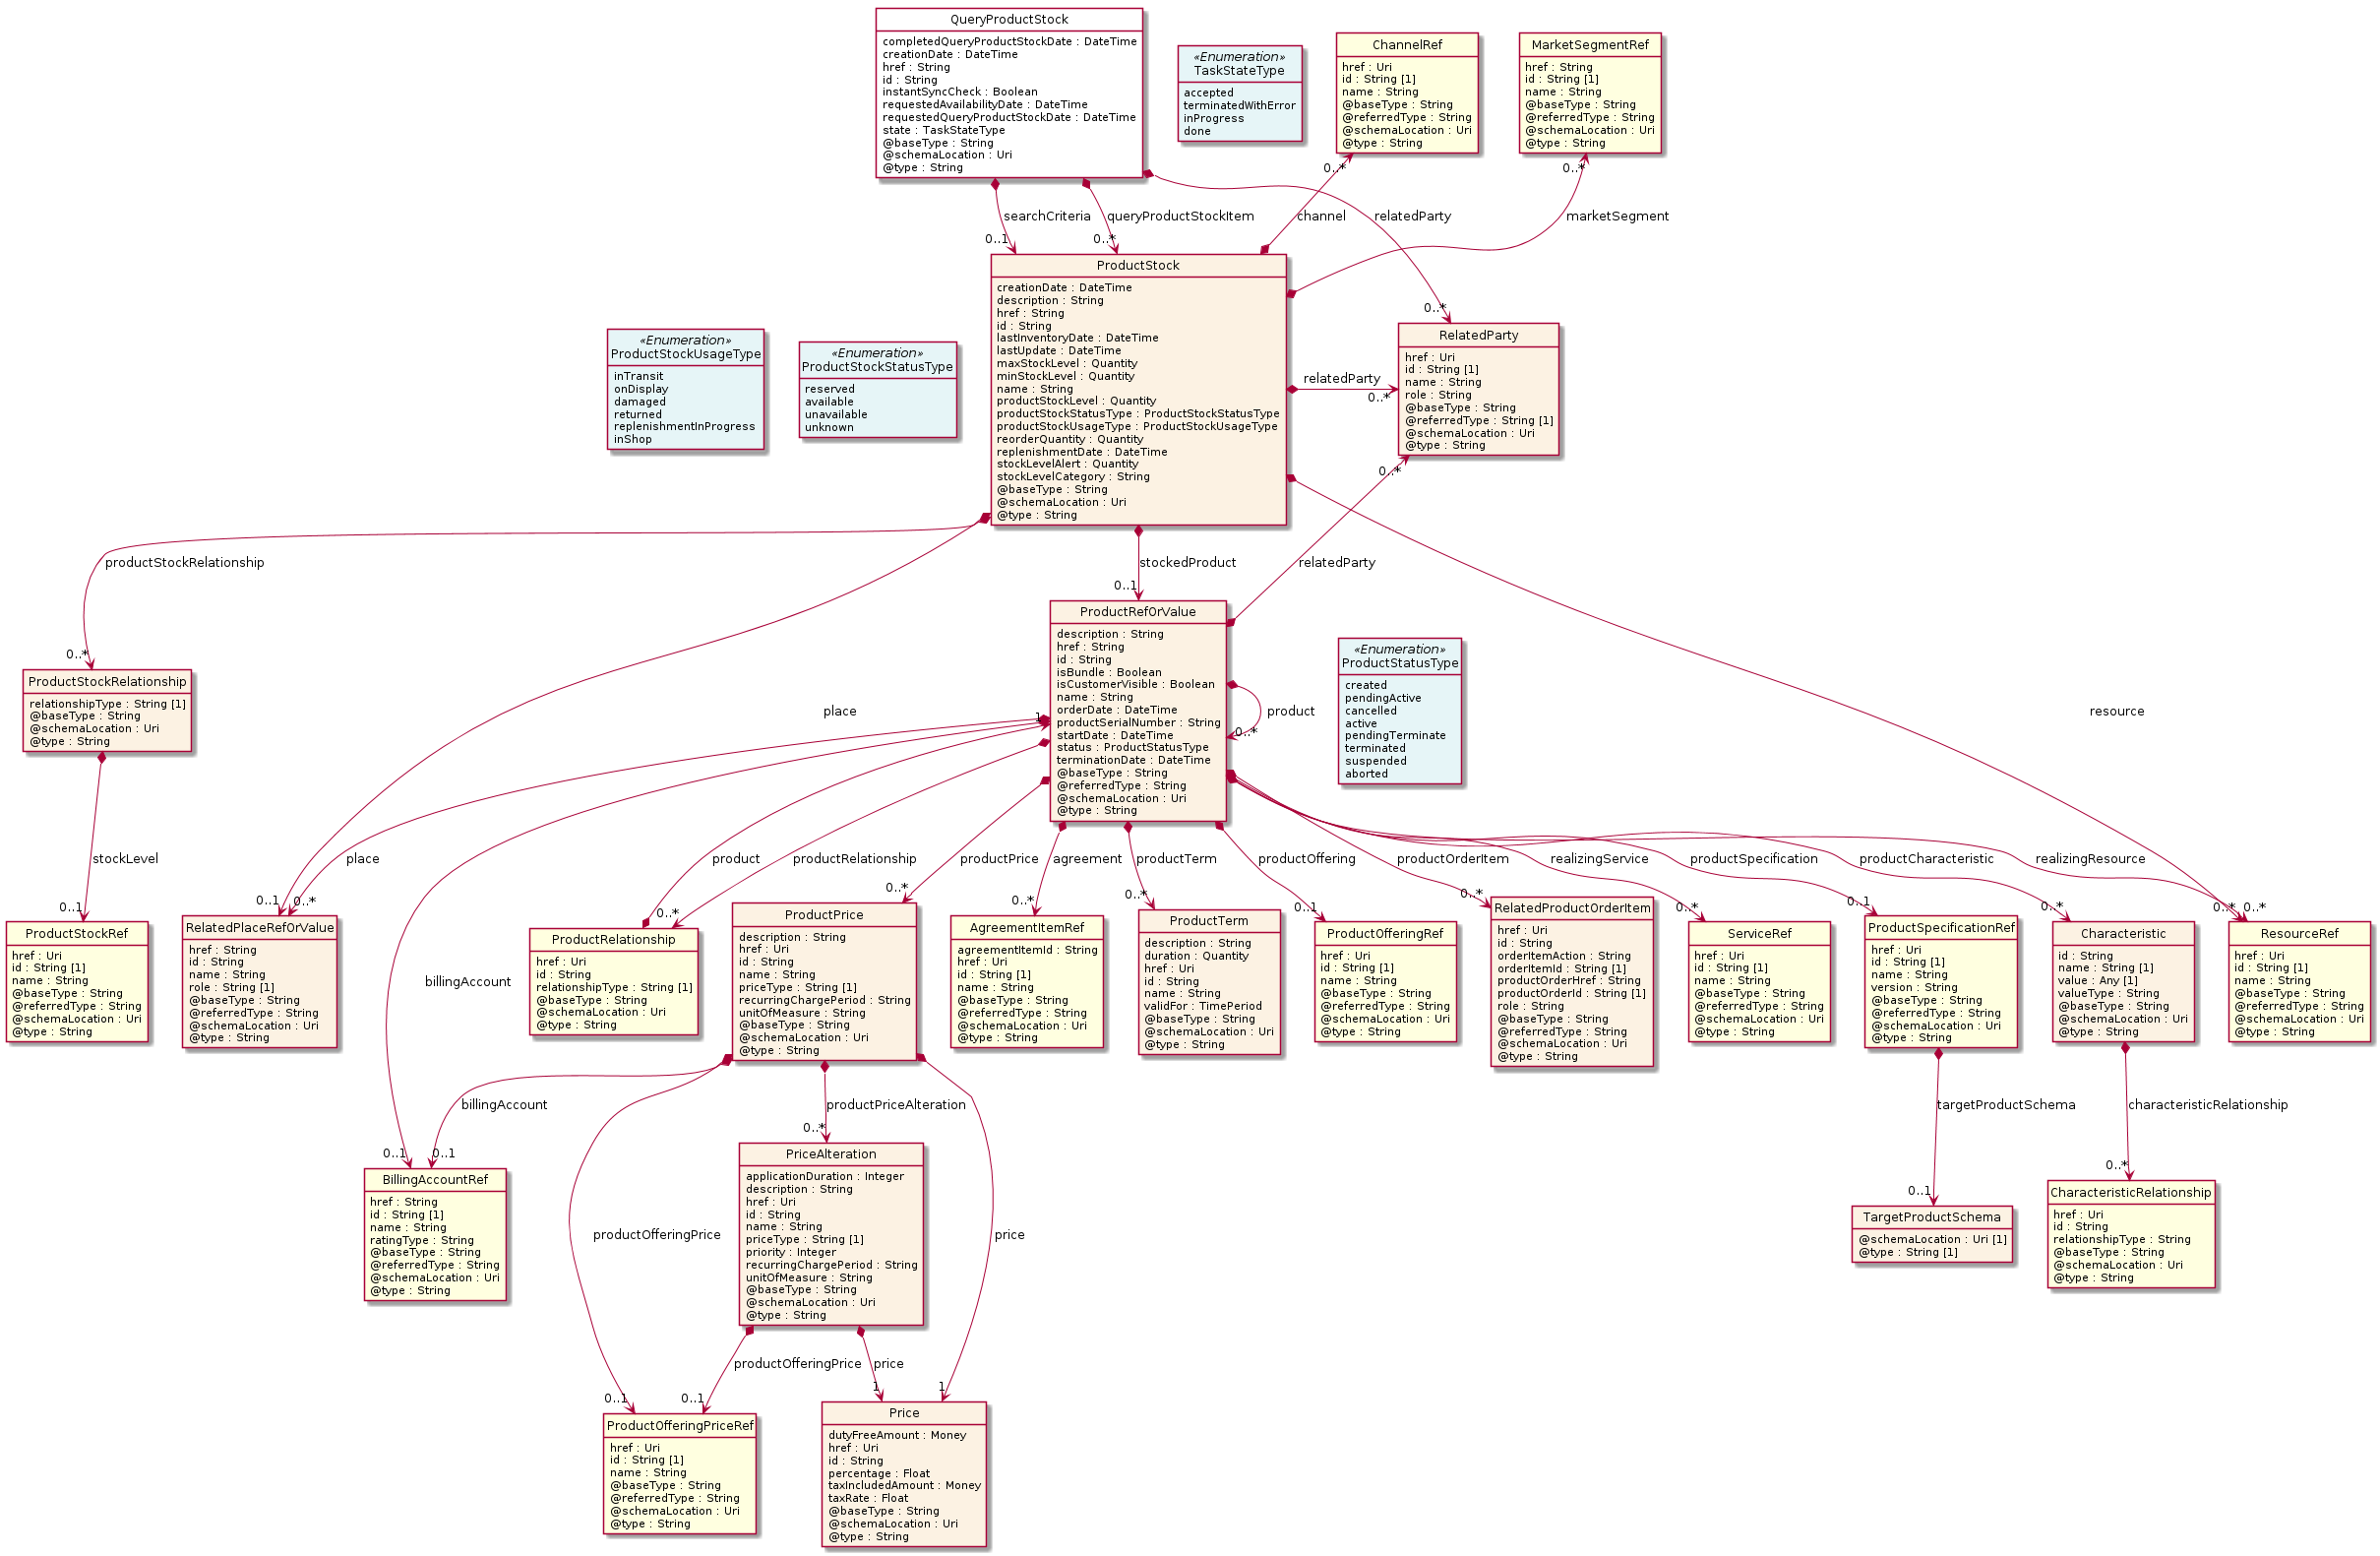 QueryProductStock
completedQueryProductStockDate : DateTime
creationDate : DateTime
href : String
id : String
instantSyncCheck : Boolean
requestedAvailabilityDate : DateTime
requestedQueryProductStockDate : DateTime
state : TaskStateType
@baseType : String
@schemaLocation : Uri
@type : String
«Enumeration»
TaskStateType
accepted
terminatedWithError
inProgress
done
ChannelRef
href : Uri
id : String [1]
name : String
@baseType : String
@referredType : String
@schemaLocation : Uri
@type : String
MarketSegmentRef
href : String
id : String [1]
name : String
@baseType : String
@referredType : String
@schemaLocation : Uri
@type : String
0..*
0..*
searchCriteria
queryProductStockItem
channel
relatedParty
marketSegment
0..1
0..*
ProductStock
creationDate : DateTime
description : String
href : String
id : String
lastInventoryDate : DateTime
lastUpdate : DateTime
maxStockLevel : Quantity
minStockLevel : Quantity
name : String
productStockLevel : Quantity
productStockStatusType : ProductStockStatusType
productStockUsageType : ProductStockUsageType
reorderQuantity : Quantity
replenishmentDate : DateTime
stockLevelAlert : Quantity
stockLevelCategory : String
@baseType : String
@schemaLocation : Uri
@type : String
«Enumeration»
ProductStockUsageType
inTransit
onDisplay
damaged
returned
replenishmentInProgress
inShop
«Enumeration»
ProductStockStatusType
reserved
available
unavailable
unknown
0..*
relatedParty
0..*
RelatedParty
href : Uri
id : String [1]
name : String
role : String
@baseType : String
@referredType : String [1]
@schemaLocation : Uri
@type : String
0..*
productStockRelationship
stockedProduct
relatedParty
0..1
0..*
ProductStockRelationship
relationshipType : String [1]
@baseType : String
@schemaLocation : Uri
@type : String
ProductRefOrValue
description : String
href : String
id : String
isBundle : Boolean
isCustomerVisible : Boolean
name : String
orderDate : DateTime
productSerialNumber : String
startDate : DateTime
status : ProductStatusType
terminationDate : DateTime
@baseType : String
@referredType : String
@schemaLocation : Uri
@type : String
«Enumeration»
ProductStatusType
created
pendingActive
cancelled
active
pendingTerminate
terminated
suspended
aborted
place
1
product
0..*
resource
stockLevel
place
product
productRelationship
productPrice
agreement
productTerm
productOffering
productOrderItem
realizingService
productSpecification
productCharacteristic
realizingResource
0..1
0..1
0..*
0..*
0..*
0..*
0..*
0..1
0..*
0..*
0..1
0..*
0..*
0..*
ProductStockRef
href : Uri
id : String [1]
name : String
@baseType : String
@referredType : String
@schemaLocation : Uri
@type : String
RelatedPlaceRefOrValue
href : String
id : String
name : String
role : String [1]
@baseType : String
@referredType : String
@schemaLocation : Uri
@type : String
billingAccount
ProductRelationship
href : Uri
id : String
relationshipType : String [1]
@baseType : String
@schemaLocation : Uri
@type : String
ProductPrice
description : String
href : Uri
id : String
name : String
priceType : String [1]
recurringChargePeriod : String
unitOfMeasure : String
@baseType : String
@schemaLocation : Uri
@type : String
AgreementItemRef
agreementItemId : String
href : Uri
id : String [1]
name : String
@baseType : String
@referredType : String
@schemaLocation : Uri
@type : String
ProductTerm
description : String
duration : Quantity
href : Uri
id : String
name : String
validFor : TimePeriod
@baseType : String
@schemaLocation : Uri
@type : String
ProductOfferingRef
href : Uri
id : String [1]
name : String
@baseType : String
@referredType : String
@schemaLocation : Uri
@type : String
RelatedProductOrderItem
href : Uri
id : String
orderItemAction : String
orderItemId : String [1]
productOrderHref : String
productOrderId : String [1]
role : String
@baseType : String
@referredType : String
@schemaLocation : Uri
@type : String
ServiceRef
href : Uri
id : String [1]
name : String
@baseType : String
@referredType : String
@schemaLocation : Uri
@type : String
ProductSpecificationRef
href : Uri
id : String [1]
name : String
version : String
@baseType : String
@referredType : String
@schemaLocation : Uri
@type : String
Characteristic
id : String
name : String [1]
value : Any [1]
valueType : String
@baseType : String
@schemaLocation : Uri
@type : String
ResourceRef
href : Uri
id : String [1]
name : String
@baseType : String
@referredType : String
@schemaLocation : Uri
@type : String
billingAccount
productPriceAlteration
targetProductSchema
characteristicRelationship
0..1
0..1
0..*
0..1
0..*
BillingAccountRef
href : String
id : String [1]
name : String
ratingType : String
@baseType : String
@referredType : String
@schemaLocation : Uri
@type : String
productOfferingPrice
PriceAlteration
applicationDuration : Integer
description : String
href : Uri
id : String
name : String
priceType : String [1]
priority : Integer
recurringChargePeriod : String
unitOfMeasure : String
@baseType : String
@schemaLocation : Uri
@type : String
price
TargetProductSchema
@schemaLocation : Uri [1]
@type : String [1]
CharacteristicRelationship
href : Uri
id : String
relationshipType : String
@baseType : String
@schemaLocation : Uri
@type : String
productOfferingPrice
price
0..1
0..1
1
1
ProductOfferingPriceRef
href : Uri
id : String [1]
name : String
@baseType : String
@referredType : String
@schemaLocation : Uri
@type : String
Price
dutyFreeAmount : Money
href : Uri
id : String
percentage : Float
taxIncludedAmount : Money
taxRate : Float
@baseType : String
@schemaLocation : Uri
@type : String